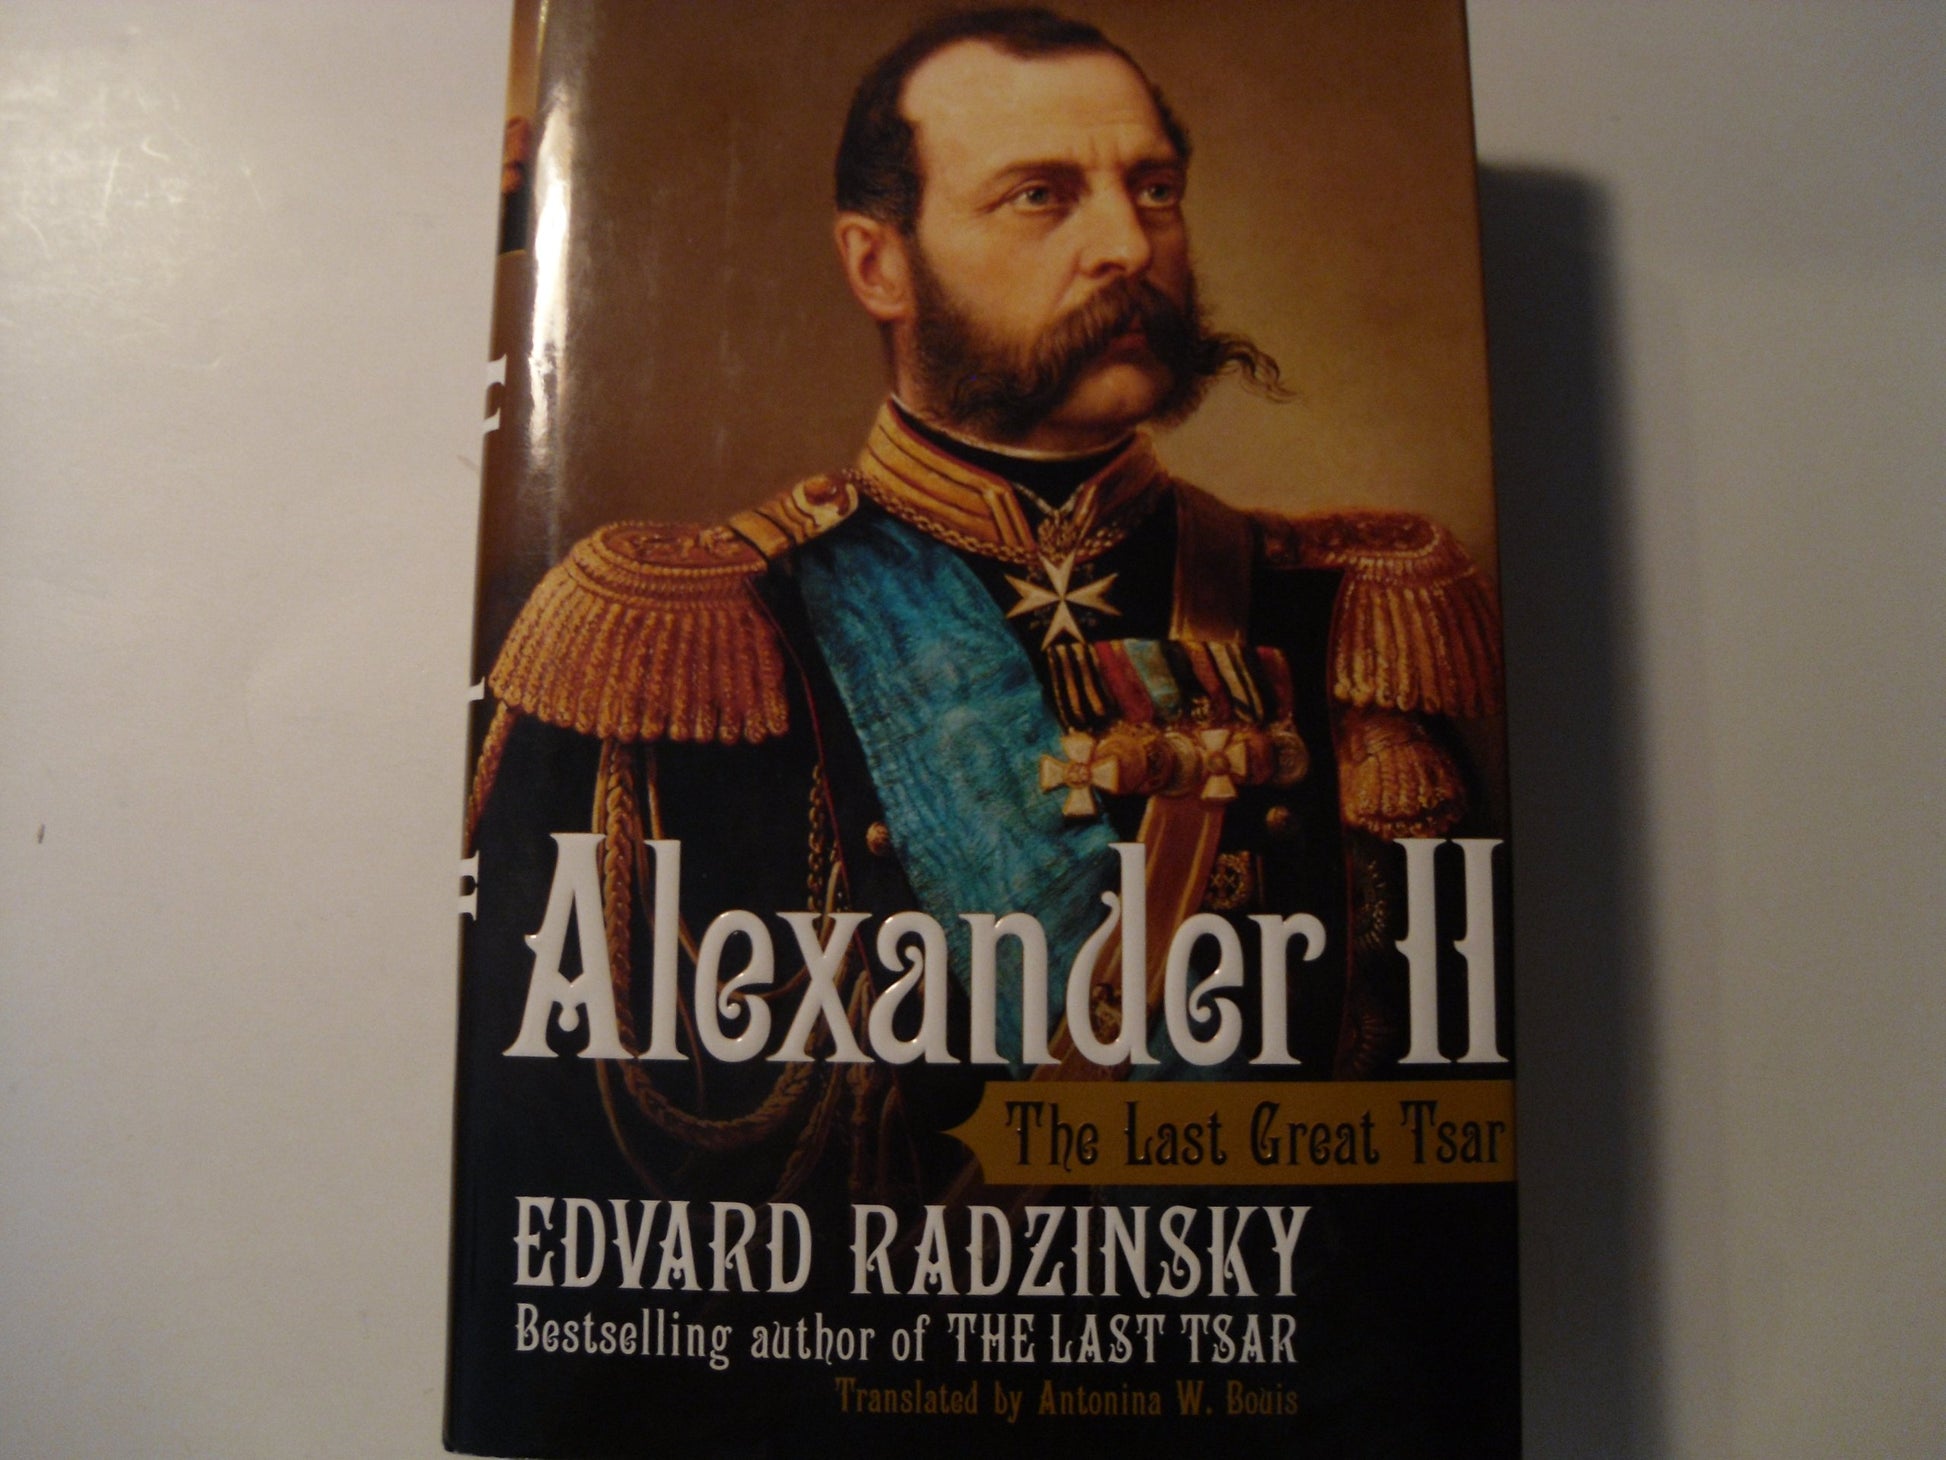 Alexander II
The Last Great Tsar
EDVARD RADZINSKY
Bestselling author of THE LAST TSAR
Translated by Antonina W. Bouis